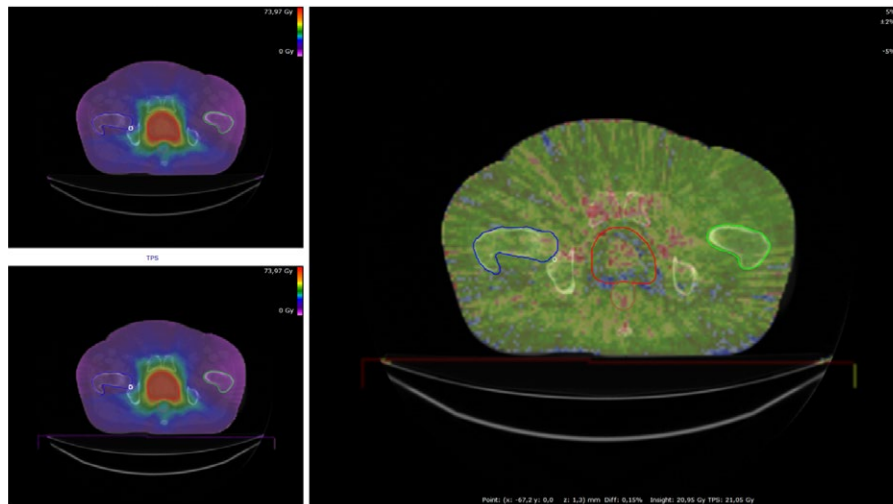 73,97 Gy
0 Gy
TPS
73,97 Gy
0 Gy
5%
±2%
-5%
Point: (x: -67,2 y: 0,0 z: 1,3) mm Diff: 0,15% Insight: 20,95 Gy TPS: 21,05 Gy